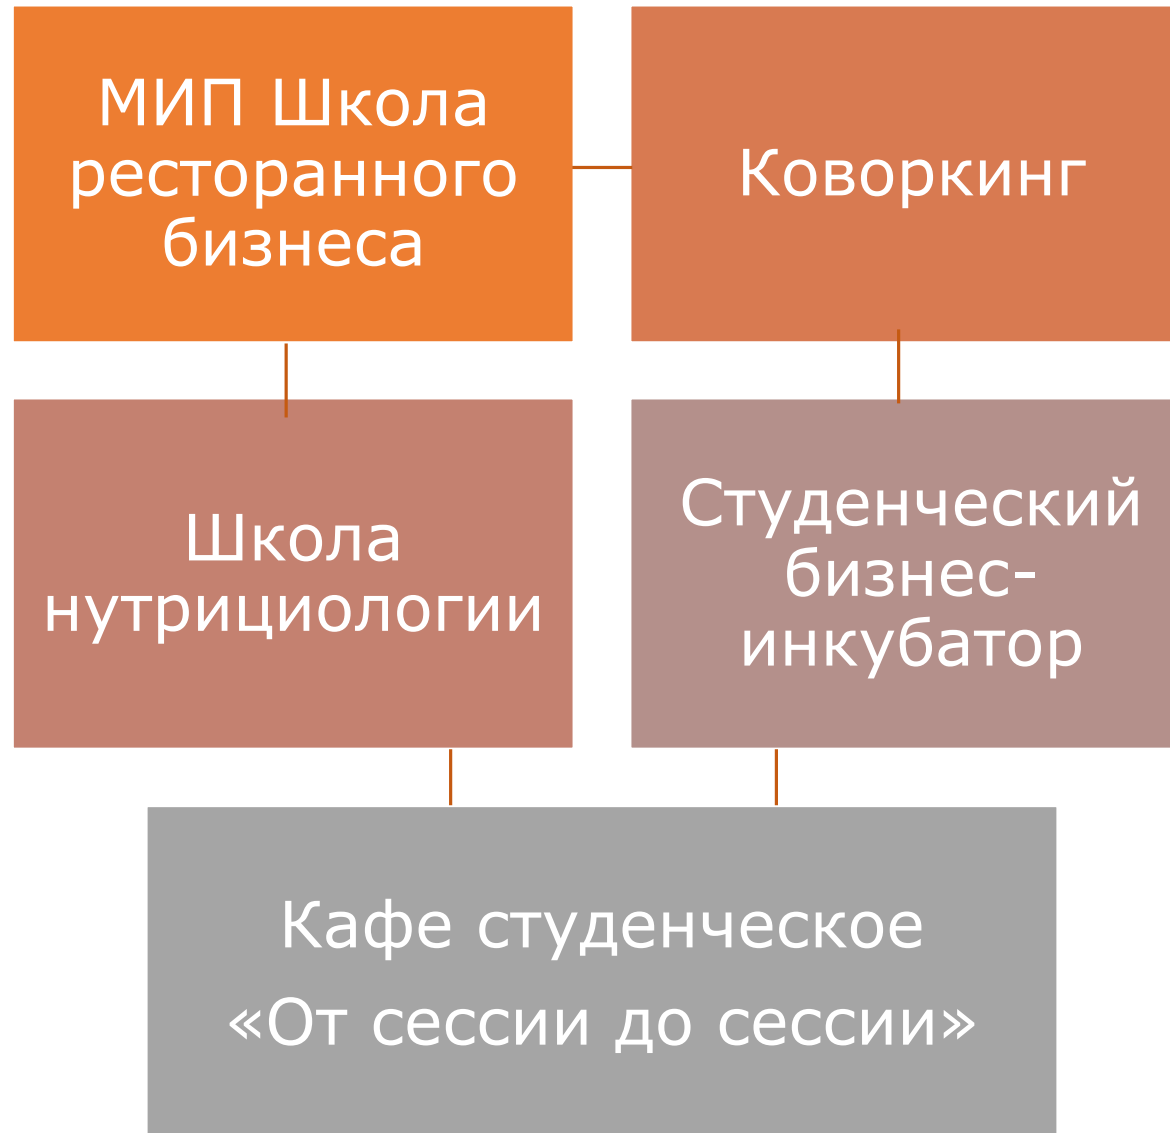 МИП Школа
ресторанного
бизнеса
Коворкинг
Школа
нутрициологии
Студенческий
бизнес-
инкубатор
Кафе студенческое
«От сессии до сессии»